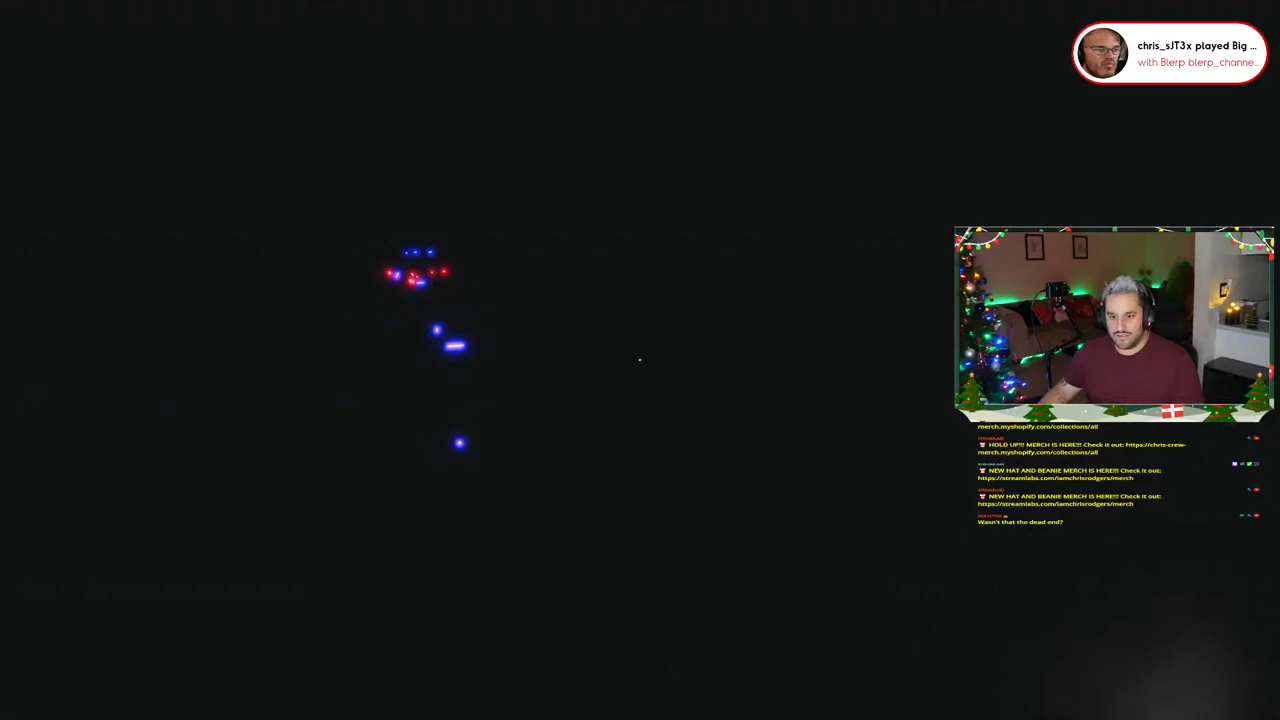 chris_sJT3x played Big ...
with Blerp blerp_channe...
merch.myshopify.com/collections/all
HOLD UP!!! MERCH IS HERE!!! Check it out: https://chris-crew-
merch.myshopify.com/collections/all
NEW HAT AND BEANIE MERCH IS HERE!!! Check it out:
https://streamlabs.com/iamchrisrodgers/merch
NEW HAT AND BEANIE MERCH IS HERE!!! Check it out:
https://streamlabs.com/iamchrisrodgers/merch
Wasn't that the dead end?